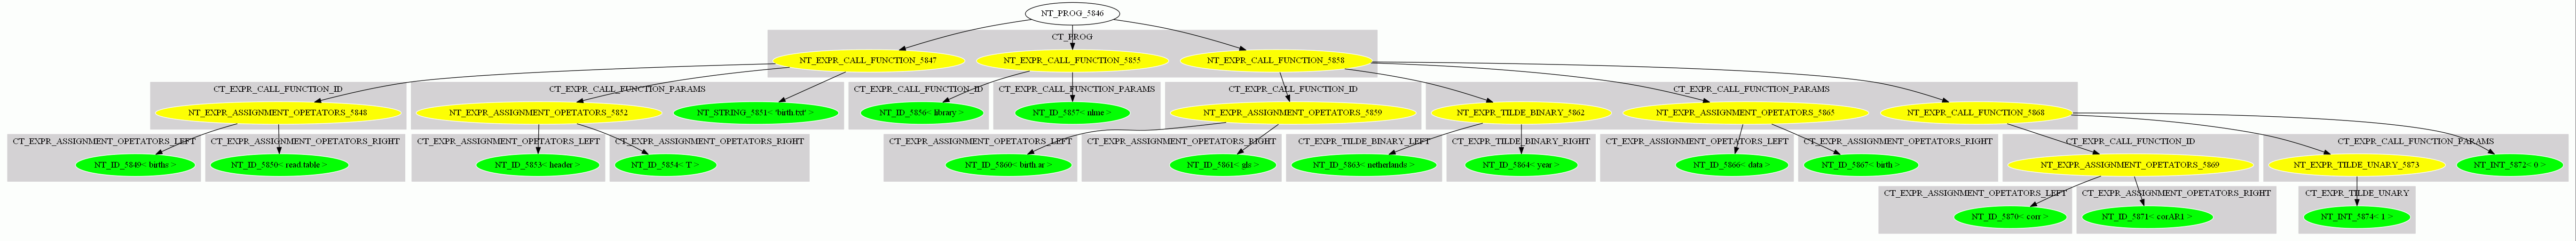 NT_PROG_5846
CT_PROG
NT_EXPR_CALL_FUNCTION_5847
NT_EXPR_CALL_FUNCTION_5855
NT_EXPR_CALL_FUNCTION_5858
CT_EXPR_CALL_FUNCTION_ID
CT_EXPR_CALL_FUNCTION_PARAMS
CT_EXPR_CALL_FUNCTION_ID
CT_EXPR_CALL_FUNCTION_PARAMS
CT_EXPR_CALL_FUNCTION_ID
CT_EXPR_CALL_FUNCTION_PARAMS
NT_EXPR_ASSIGNMENT_OPETATORS_5848
NT_EXPR_ASSIGNMENT_OPETATORS_5852
NT_STRING_5851< 'birth.txt' >
NT_ID_5856< library >
NT_ID_5857< nlme >
NT_EXPR_ASSIGNMENT_OPETATORS_5859
NT_EXPR_TILDE_BINARY_5862
NT_EXPR_ASSIGNMENT_OPETATORS_5865
NT_EXPR_CALL_FUNCTION_5868
CT_EXPR_ASSIGNMENT_OPETATORS_LEFT
CT_EXPR_ASSIGNMENT_OPETATORS_RIGHT
CT_EXPR_ASSIGNMENT_OPETATORS_LEFT
CT_EXPR_ASSIGNMENT_OPETATORS_RIGHT
CT_EXPR_ASSIGNMENT_OPETATORS_LEFT
CT_EXPR_ASSIGNMENT_OPETATORS_RIGHT
CT_EXPR_TILDE_BINARY_LEFT
CT_EXPR_TILDE_BINARY_RIGHT
CT_EXPR_ASSIGNMENT_OPETATORS_LEFT
CT_EXPR_ASSIGNMENT_OPETATORS_RIGHT
CT_EXPR_CALL_FUNCTION_ID
CT_EXPR_CALL_FUNCTION_PARAMS
NT_ID_5849< births >
NT_ID_5850< read.table >
NT_ID_5853< header >
NT_ID_5854< T >
NT_ID_5860< birth.ar >
NT_ID_5861< gls >
NT_ID_5863< netherlands >
NT_ID_5864< year >
NT_ID_5866< data >
NT_ID_5867< birth >
NT_EXPR_ASSIGNMENT_OPETATORS_5869
NT_EXPR_TILDE_UNARY_5873
NT_INT_5872< 0 >
CT_EXPR_ASSIGNMENT_OPETATORS_LEFT
CT_EXPR_ASSIGNMENT_OPETATORS_RIGHT
CT_EXPR_TILDE_UNARY
NT_ID_5870< corr >
NT_ID_5871< corAR1 >
NT_INT_5874< 1 >